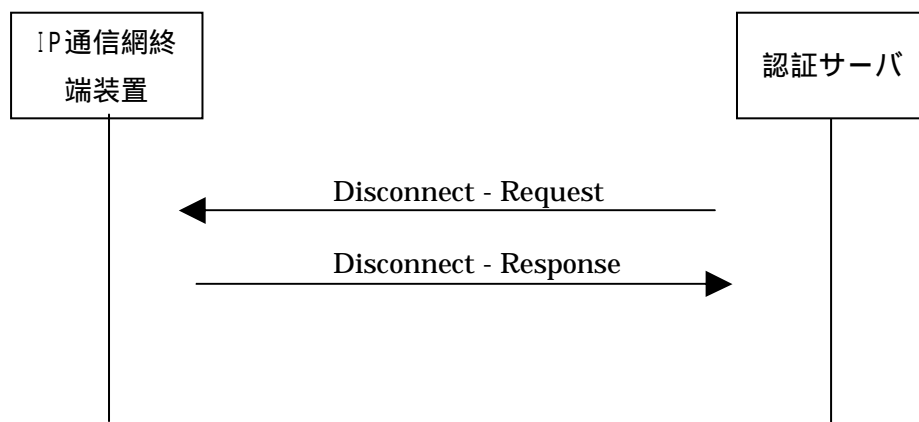 IP通信網終
端装置
認証サーバ
Disconnect - Request
Disconnect - Response